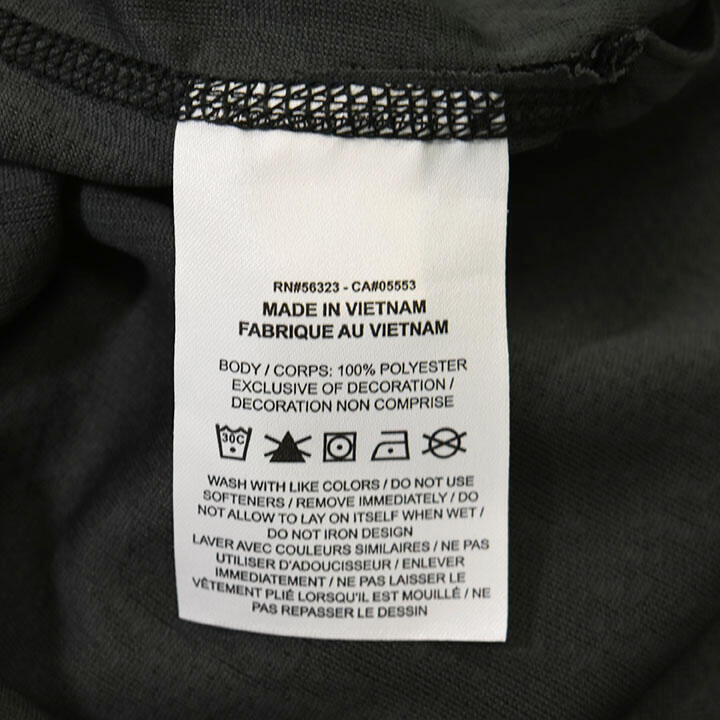 RN#56323 - CA#05553
MADE IN VIETNAM
FABRIQUE AU VIETNAM
BODY / CORPS: 100% POLYESTER
EXCLUSIVE OF DECORATION /
DECORATION NON COMPRISE
30C
WASH WITH LIKE COLORS / DO NOT USE
SOFTENERS / REMOVE IMMEDIATELY / DO
NOT ALLOW TO LAY ON ITSELF WHEN WET /
DO NOT IRON DESIGN
LAVER AVEC COULEURS SIMILAIRES / NE PAS
UTILISER D'ADOUCISSEUR / ENLEVER
IMMEDIATEMENT / NE PAS LAISSER LE
VÊTEMENT PLIÉ LORSQU'IL EST MOUILLÉ / NE
PAS REPASSER LE DESSIN